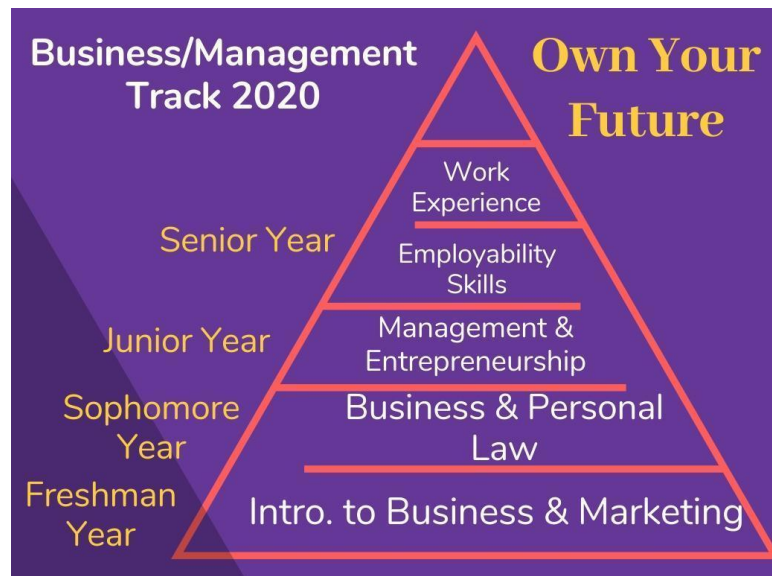 Business/Management
Track 2020
Own Your
Future
Work
Experience
Senior Year
Employability
Skills
Junior Year
Management &
Entrepreneurship
Sophomore
Year
Business & Personal
Law
Freshman
Year
Intro. to Business & Marketing